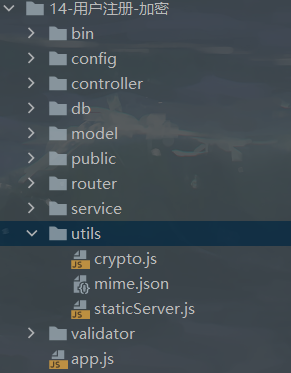 14-用户注册-加密
bin
config
controller
db
model
public
router
service
utils
crypto.js
mime.json
staticServer.js
validator
app.js